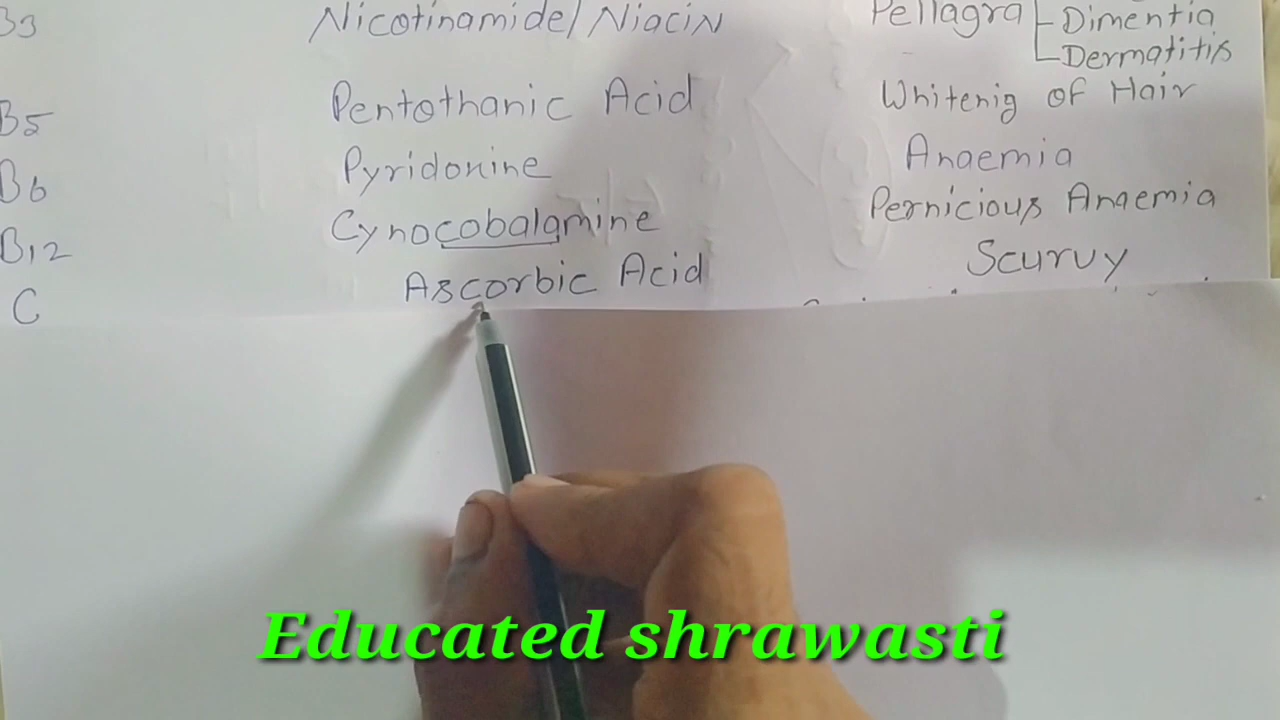 B3 Nicotinamide/Niacin Pellagra Dimentia
Dermatitis
B5 Pentothanic Acid Whitenig of Hair
B6 Pyridonine Anaemia
B12 Cynocobalamine Pernicious Anaemia
C Ascorbic Acid Scurvy
Educated shrawasti